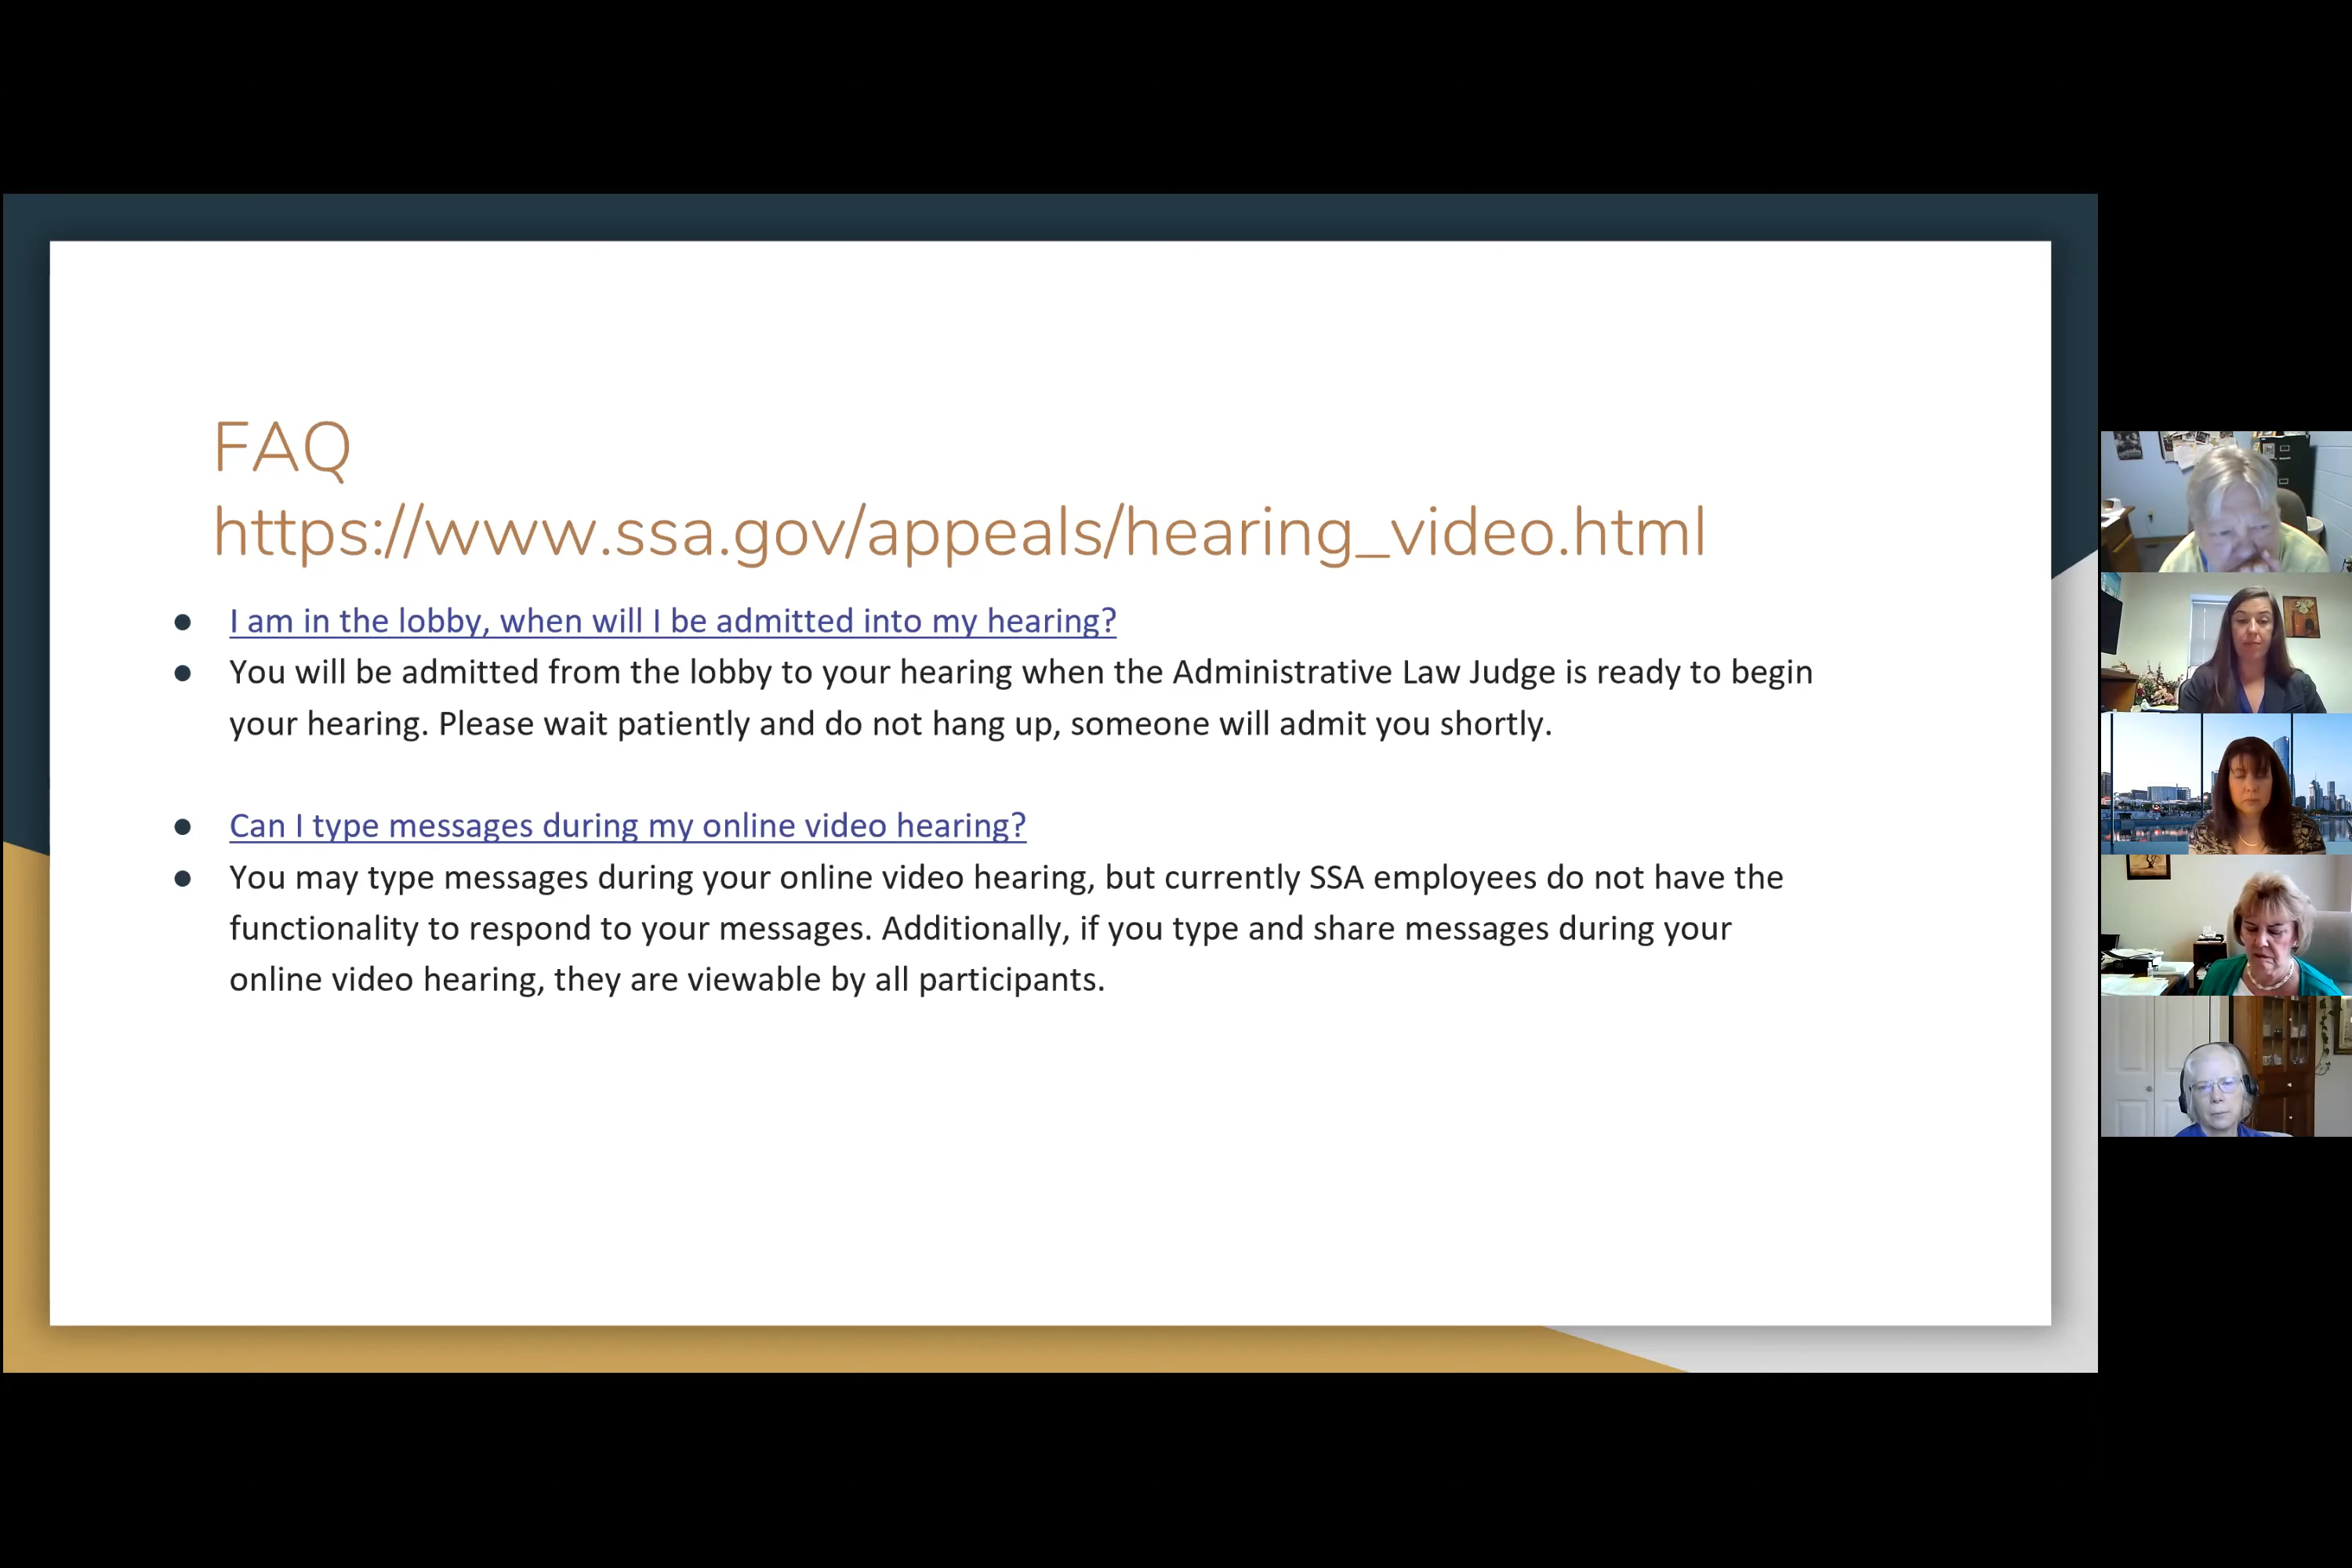 FAQ
https://www.ssa.gov/appeals/hearing_video.html
● I am in the lobby, when will I be admitted into my hearing?
● You will be admitted from the lobby to your hearing when the Administrative Law Judge is ready to begin
your hearing. Please wait patiently and do not hang up, someone will admit you shortly.
● Can I type messages during my online video hearing?
● You may type messages during your online video hearing, but currently SSA employees do not have the
functionality to respond to your messages. Additionally, if you type and share messages during your
online video hearing, they are viewable by all participants.